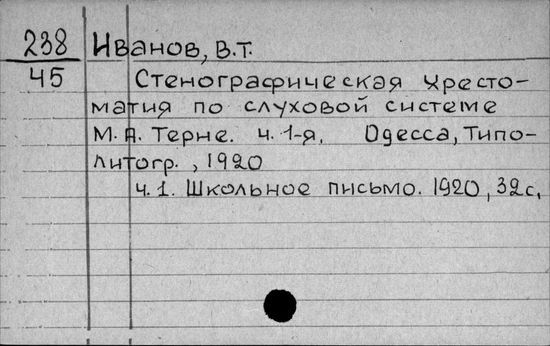 238 Иванов, В.Т.
45 Стенографическая хресто-
матия по слуховой системе
М.А. Терне. ч. 1-я, Одесса, Типо-
литогр., 1920
ч. 1. Школьное письмо. 1920, 32с,